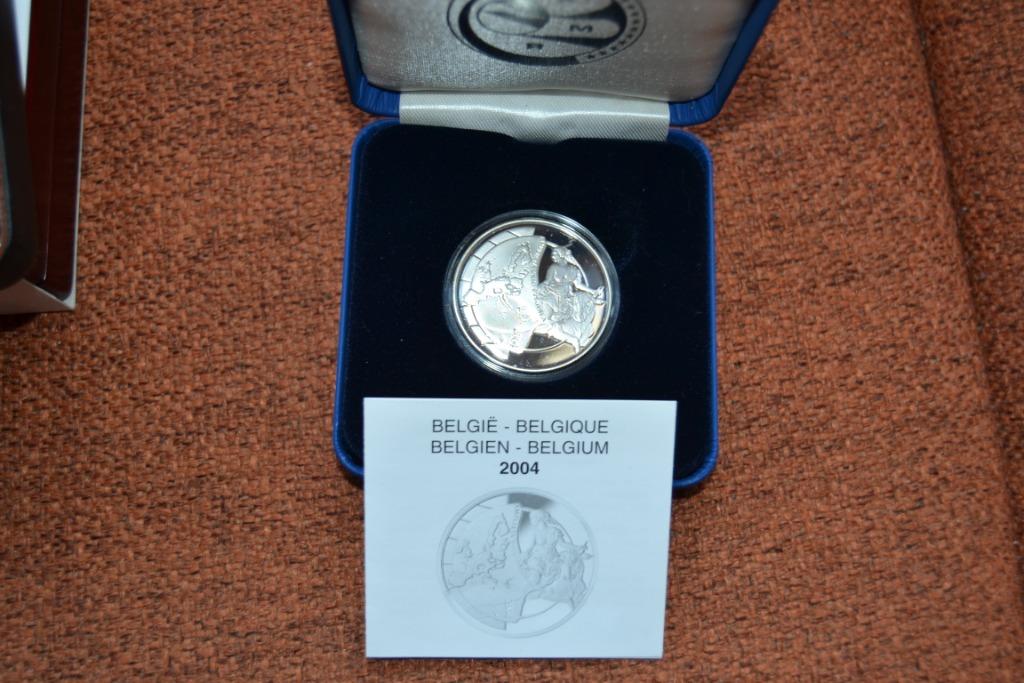 B M
BELGIË - BELGIQUE
BELGIEN - BELGIUM
2004